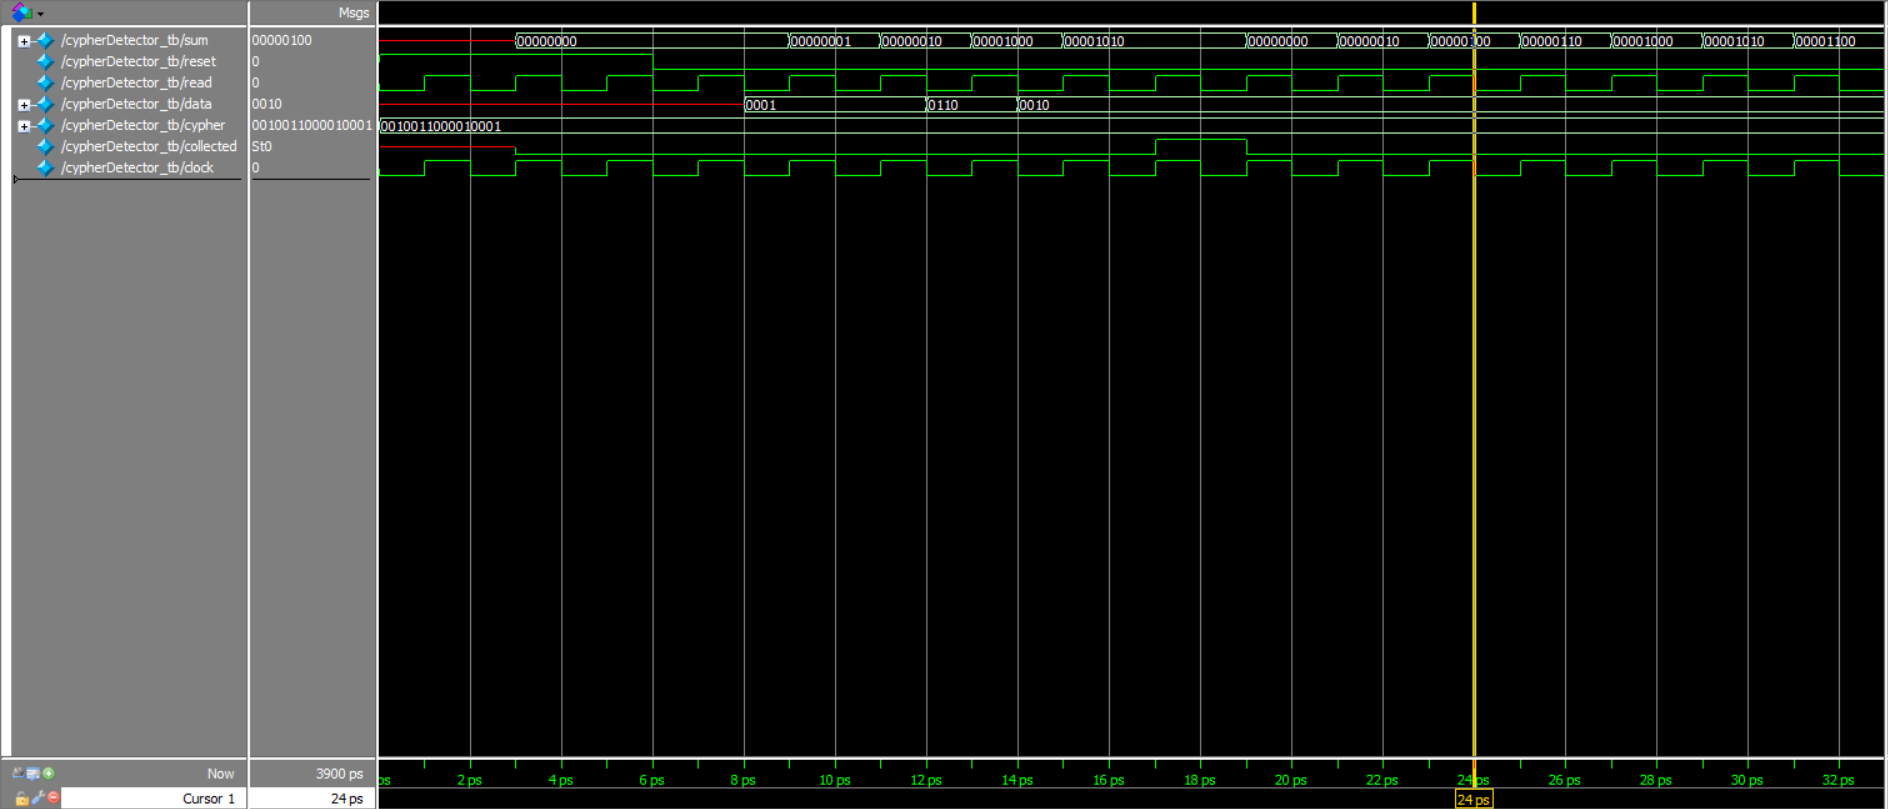 Msgs
/cypherDetector_tb/sum 00000100 00000000 00000001 00000010 00001000 00001010 00000000 00000010 00000100 00000110 00001000 00001010 00001100
/cypherDetector_tb/reset 0
/cypherDetector_tb/read 0
/cypherDetector_tb/data 0010 0001 0110 0010
/cypherDetector_tb/cypher 0010011000010001 0010011000010001
/cypherDetector_tb/collected St0
/cypherDetector_tb/clock 0
Now 3900 ps ps 2 ps 4 ps 6 ps 8 ps 10 ps 12 ps 14 ps 16 ps 18 ps 20 ps 22 ps 24 ps 26 ps 28 ps 30 ps 32 ps
Cursor 1 24 ps 24 ps